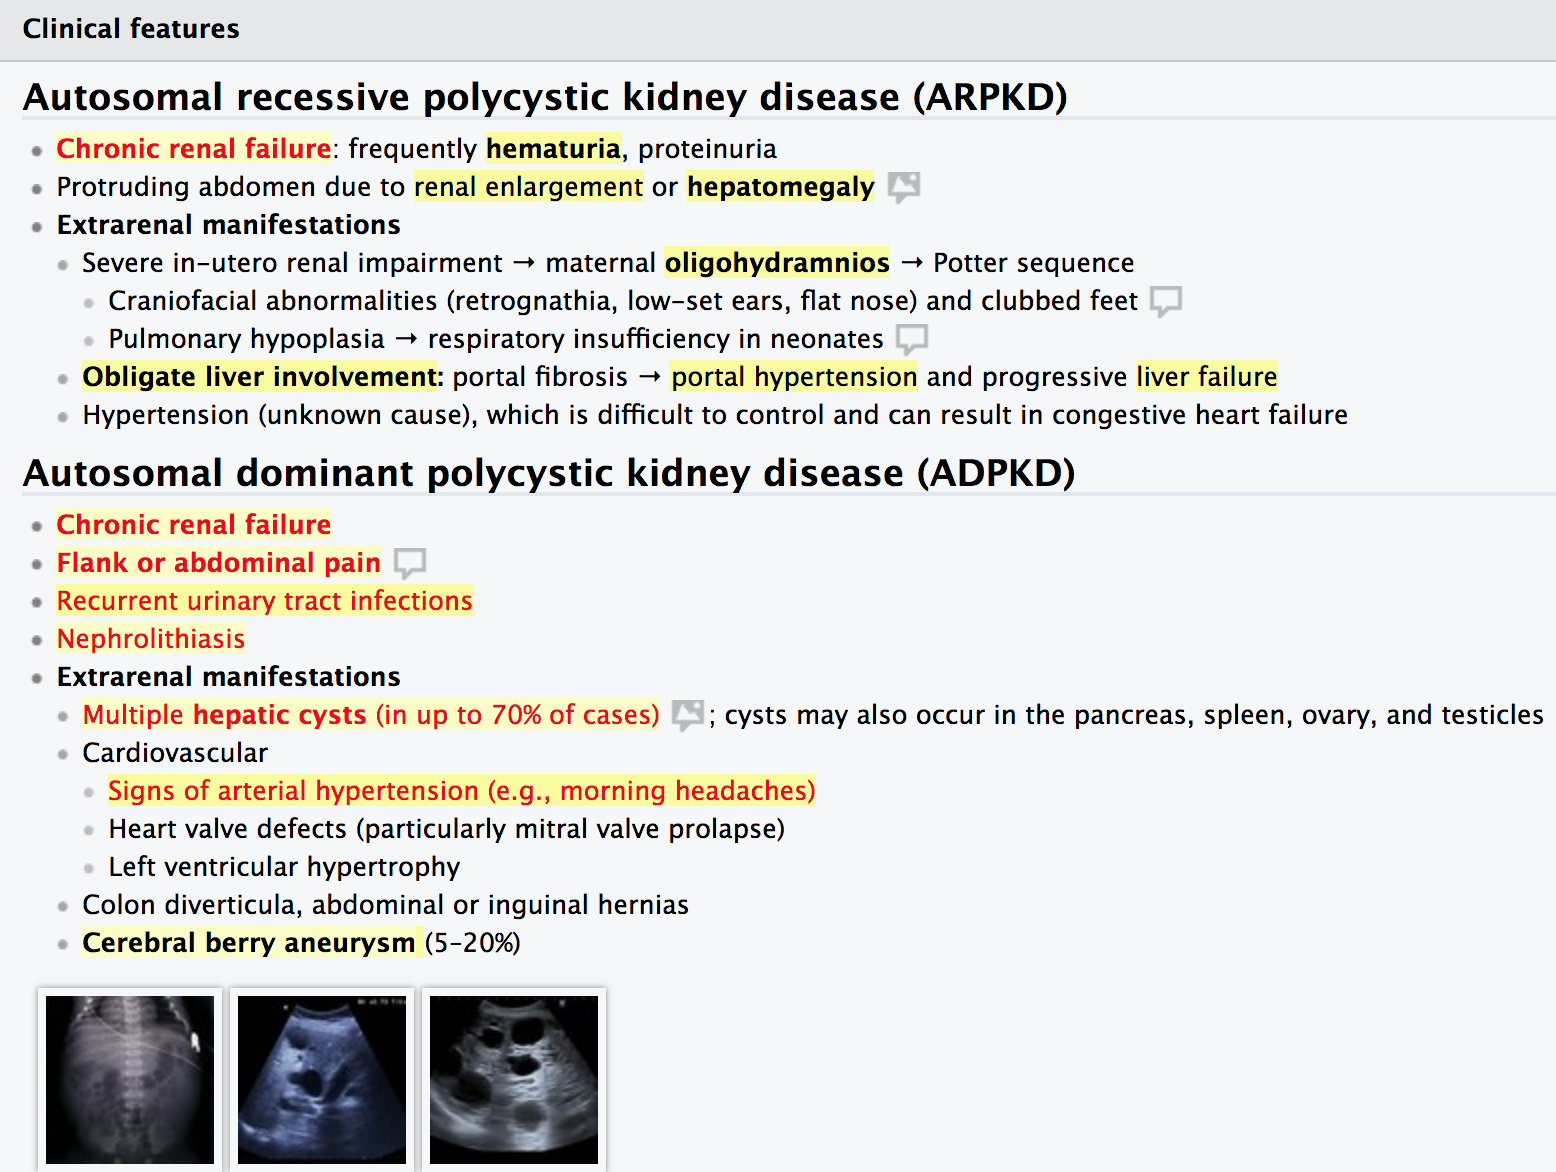 Clinical features
Autosomal recessive polycystic kidney disease (ARPKD)
Chronic renal failure: frequently hematuria, proteinuria
Protruding abdomen due to renal enlargement or hepatomegaly
Extrarenal manifestations
Severe in-utero renal impairment → maternal oligohydramnios → Potter sequence
Craniofacial abnormalities (retrognathia, low-set ears, flat nose) and clubbed feet
Pulmonary hypoplasia → respiratory insufficiency in neonates
Obligate liver involvement: portal fibrosis → portal hypertension and progressive liver failure
Hypertension (unknown cause), which is difficult to control and can result in congestive heart failure
Autosomal dominant polycystic kidney disease (ADPKD)
Chronic renal failure
Flank or abdominal pain
Recurrent urinary tract infections
Nephrolithiasis
Extrarenal manifestations
Multiple hepatic cysts (in up to 70% of cases) ; cysts may also occur in the pancreas, spleen, ovary, and testicles
Cardiovascular
Signs of arterial hypertension (e.g., morning headaches)
Heart valve defects (particularly mitral valve prolapse)
Left ventricular hypertrophy
Colon diverticula, abdominal or inguinal hernias
Cerebral berry aneurysm (5-20%)